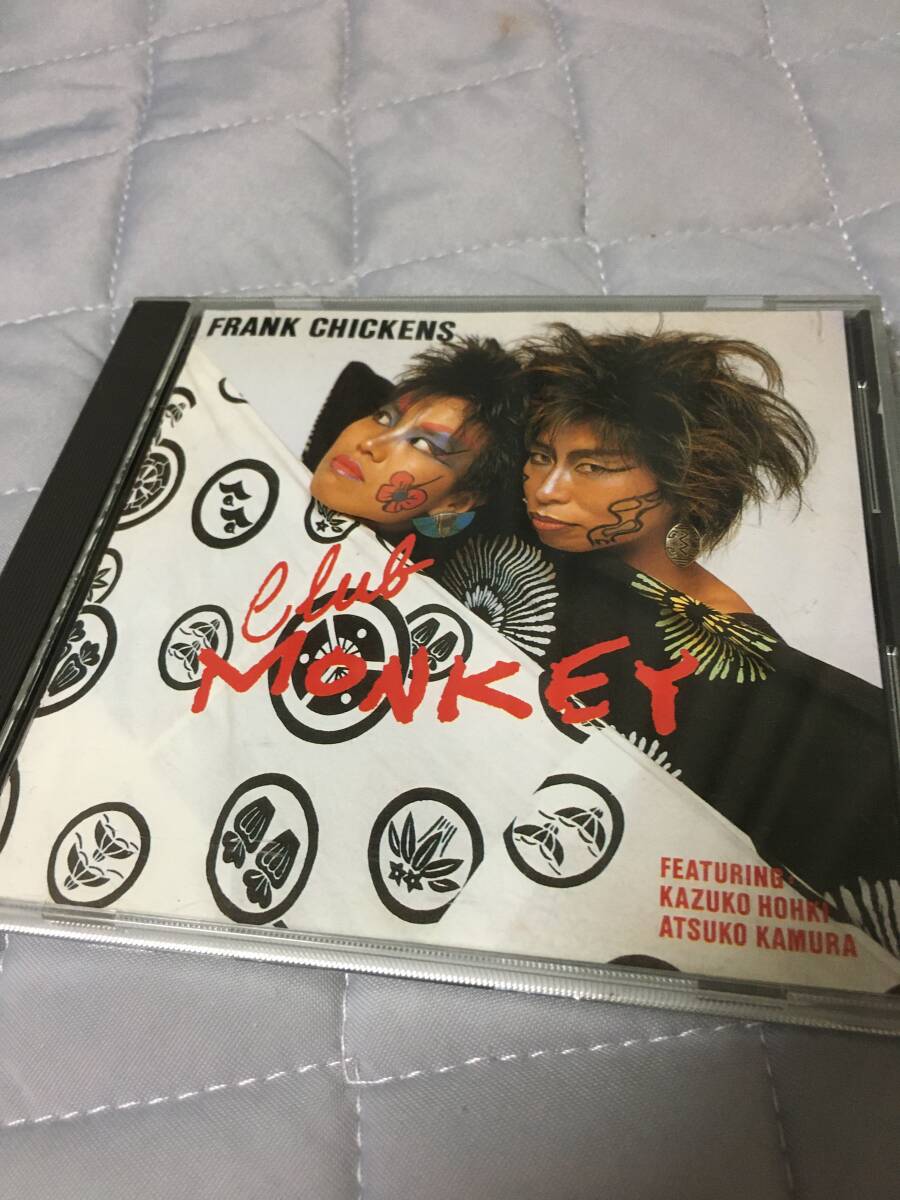 FRANK CHICKENS
Club
MONKEY
FEATURING·
KAZUKO HOHKI
ATSUKO KAMURA